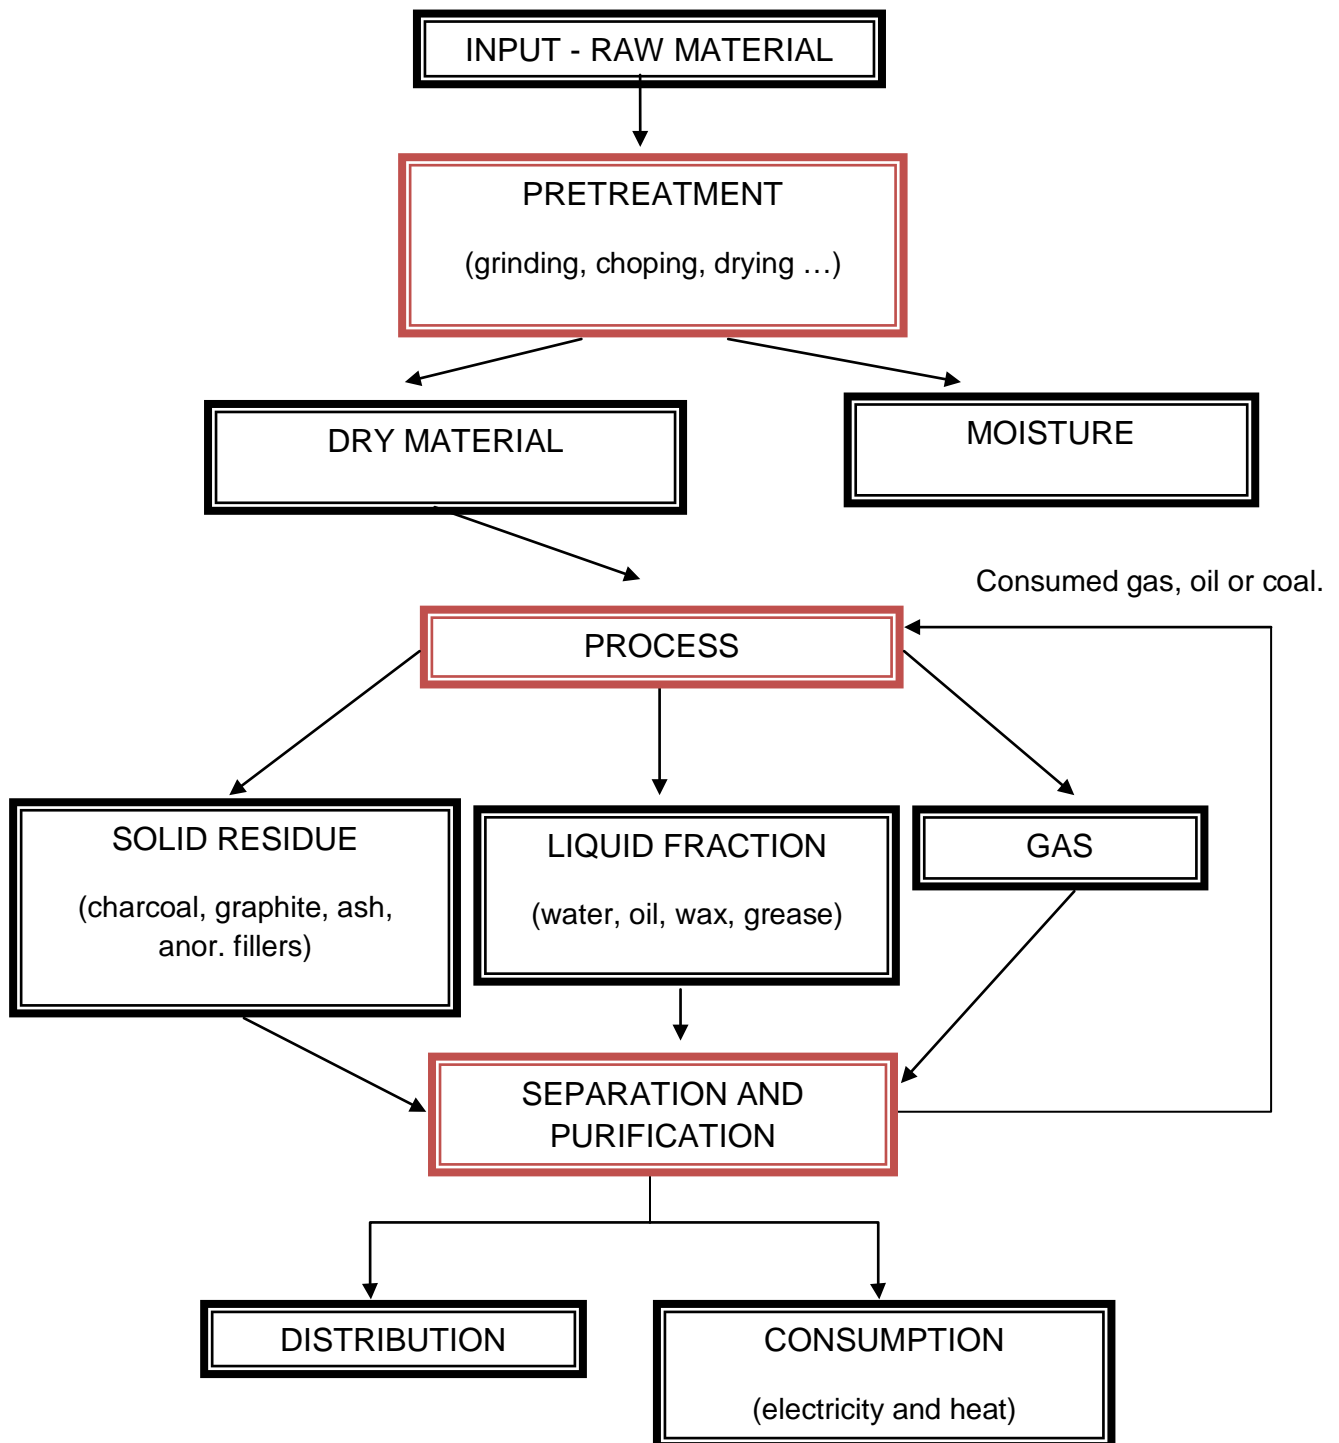 INPUT - RAW MATERIAL
PRETREATMENT
(grinding, choping, drying …)
DRY MATERIAL
MOISTURE
Consumed gas, oil or coal.
PROCESS
SOLID RESIDUE
(charcoal, graphite, ash,
anor. fillers)
LIQUID FRACTION
(water, oil, wax, grease)
GAS
SEPARATION AND
PURIFICATION
DISTRIBUTION
CONSUMPTION
(electricity and heat)